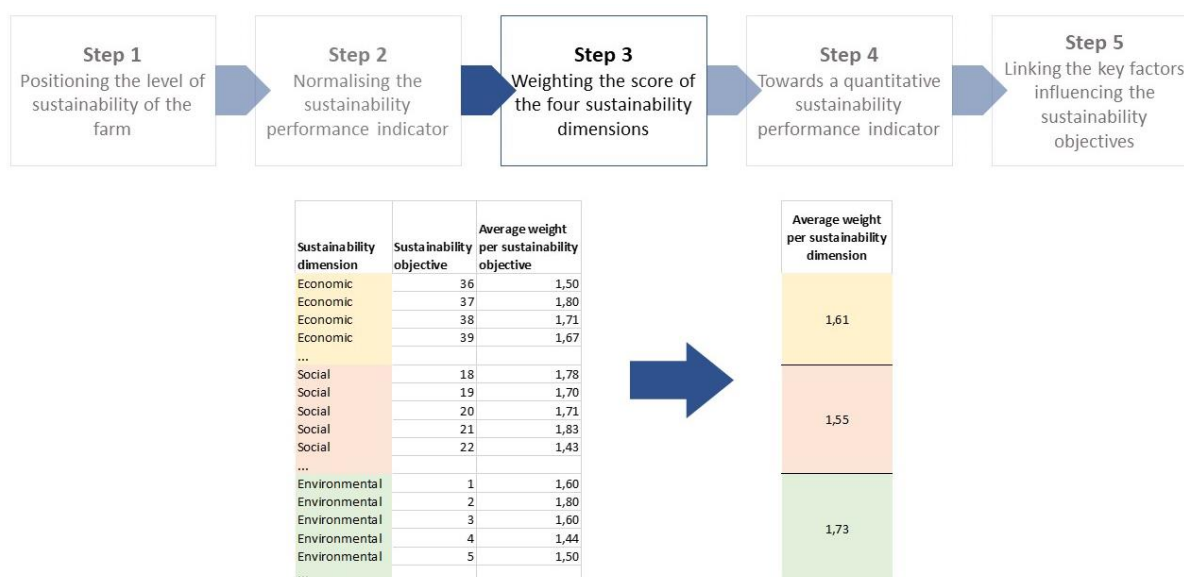 Step 1
Positioning the level of
sustainability of the
farm
Step 2
Normalising the
sustainability
performance indicator
Step 3
Weighting the score of
the four sustainability
dimensions
Step 4
Towards a quantitative
sustainability
performance indicator
Step 5
Linking the key factors
influencing the
sustainability
objectives
Sustainability dimension Sustainability objective Average weight per sustainability objective
Economic 36 1,50
Economic 37 1,80
Economic 38 1,71
Economic 39 1,67
...
Social 18 1,78
Social 19 1,70
Social 20 1,71
Social 21 1,83
Social 22 1,43
...
Environmental 1 1,60
Environmental 2 1,80
Environmental 3 1,60
Environmental 4 1,44
Environmental 5 1,50
...
Average weight
per sustainability
dimension
1,61
1,55
1,73